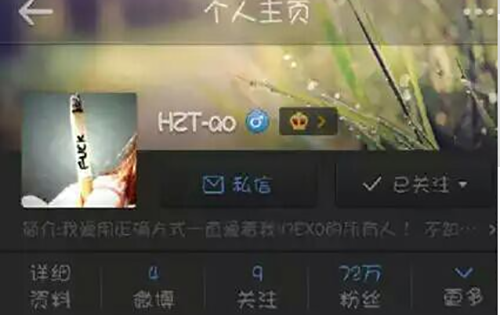 个人主页
HZT-ao
FUCK
私信
已关注
简介:我要用正确方式一直爱着我们EXO的所有人！ 不加…
4 9 72万
详细 微博 关注 粉丝 更多
资料